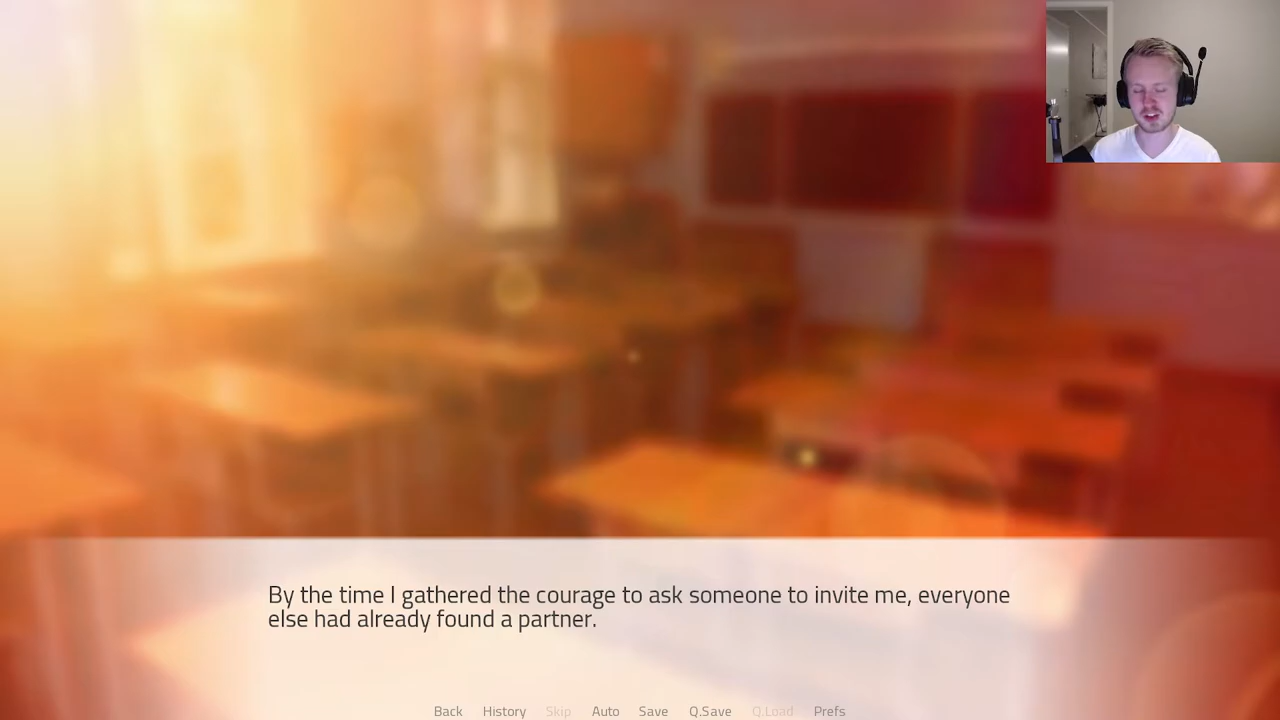 By the time I gathered the courage to ask someone to invite me, everyone
else had already found a partner.
Back History Skip Auto Save Q.Save Q.Load Prefs